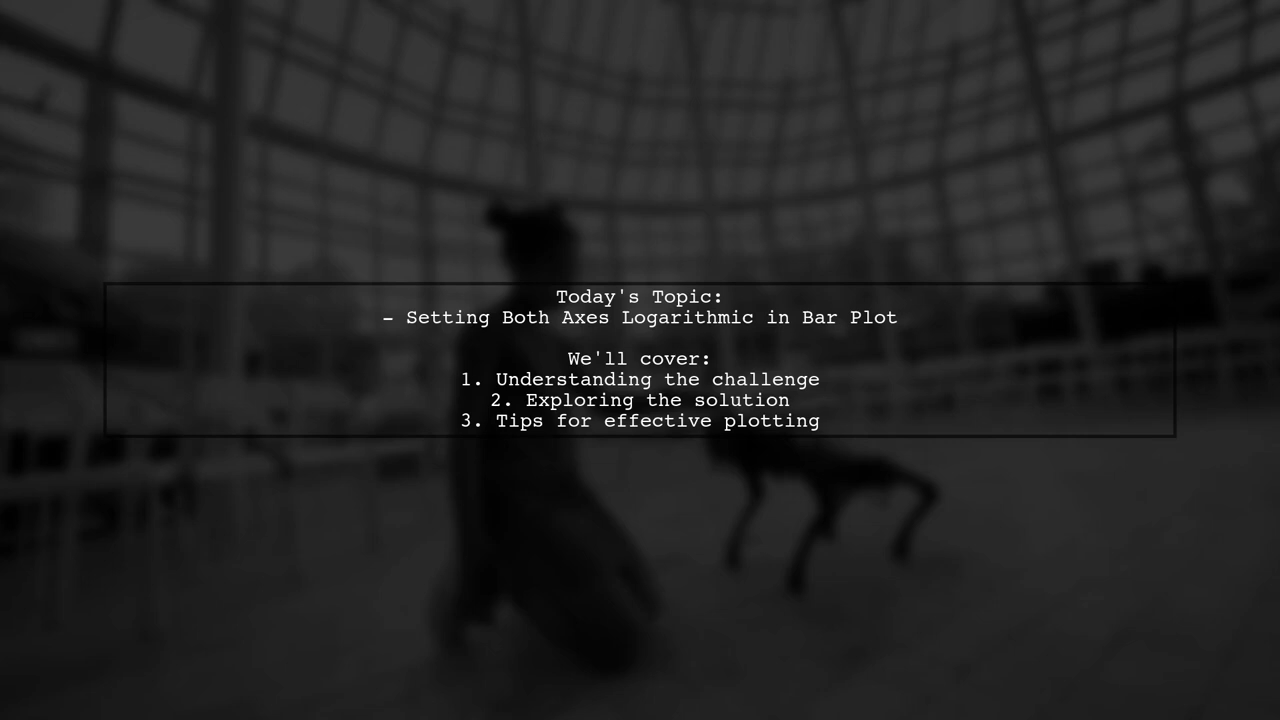 Today's Topic:
- Setting Both Axes Logarithmic in Bar Plot
We'll cover:
1. Understanding the challenge
2. Exploring the solution
3. Tips for effective plotting